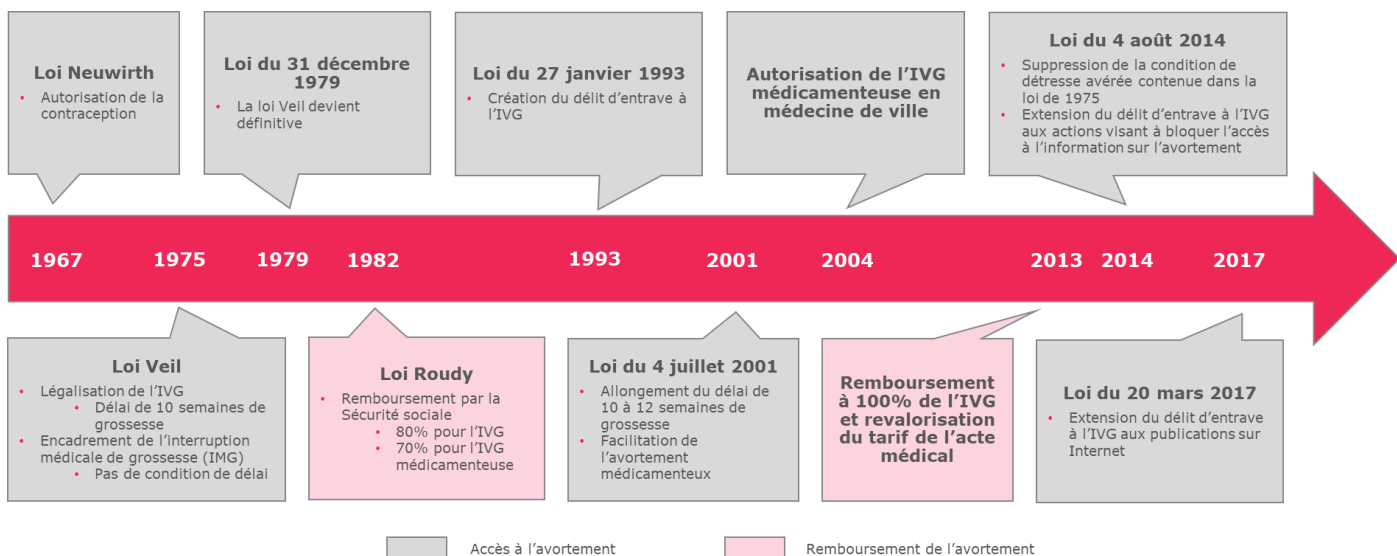 Loi Neuwirth
• Autorisation de la
contraception
Loi du 31 décembre
1979
• La loi Veil devient
définitive
Loi du 27 janvier 1993
• Création du délit d'entrave à
l'IVG
Autorisation de l'IVG
médicamenteuse en
médecine de ville
Loi du 4 août 2014
• Suppression de la condition de
détresse avérée contenue dans la
loi de 1975
• Extension du délit d'entrave à l'IVG
aux actions visant à bloquer l'accès
à l'information sur l'avortement
1967 1975 1979 1982 1993 2001 2004 2013 2014 2017
Loi Veil
• Légalisation de l'IVG
• Délai de 10 semaines de
grossesse
• Encadrement de l'interruption
médicale de grossesse (IMG)
• Pas de condition de délai
Loi Roudy
• Remboursement par la
Sécurité sociale
• 80% pour l'IVG
• 70% pour l'IVG
médicamenteuse
Loi du 4 juillet 2001
• Allongement du délai de
10 à 12 semaines de
grossesse
• Facilitation de
l'avortement
médicamenteux
Remboursement
à 100% de l'IVG
et revalorisation
du tarif de l'acte
médical
Loi du 20 mars 2017
• Extension du délit d'entrave
à l'IVG aux publications sur
Internet
Accès à l'avortement
Remboursement de l'avortement